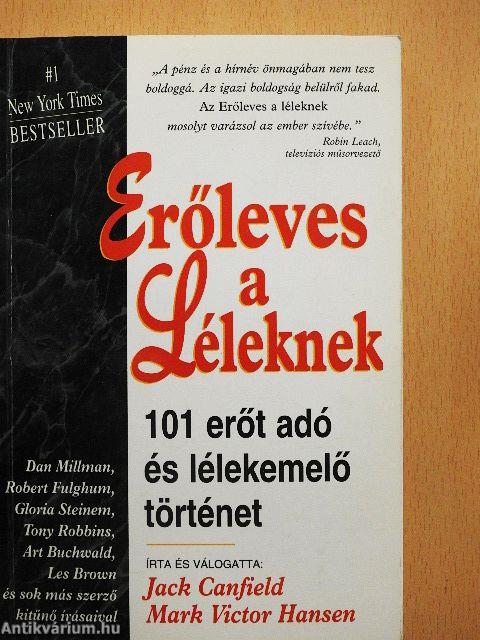 #1
New York Times
BESTSELLER
„A pénz és a hírnév önmagában nem tesz
boldoggá. Az igazi boldogság belülről fakad.
Az Erőleves a léleknek
mosolyt varázsol az ember szívébe.”
Robin Leach,
televíziós műsorvezető
Erőleves
a
Léleknek
101 erőt adó
és lélekemelő
történet
Dan Millman,
Robert Fulghum,
Gloria Steinem,
Tony Robbins,
Art Buchwald,
Les Brown
és sok más szerző
kitűnő írásaival
ÍRTA ÉS VÁLOGATTA:
Jack Canfield
Mark Victor Hansen
Antikvárium.hu